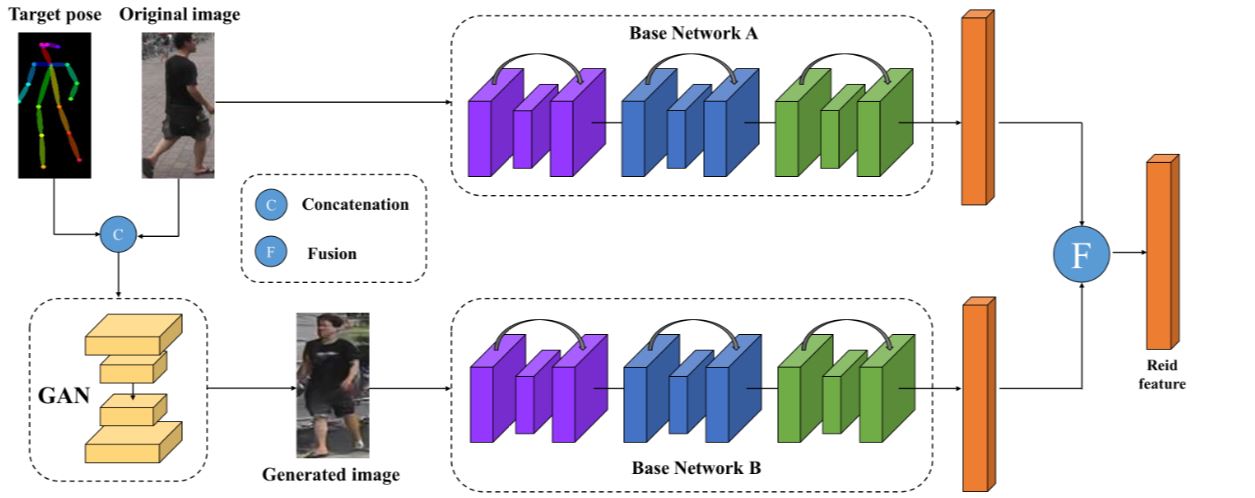 Target pose
Original image
Base Network A
C
Concatenation
F
Fusion
C
F
GAN
Generated image
Base Network B
Reid
feature